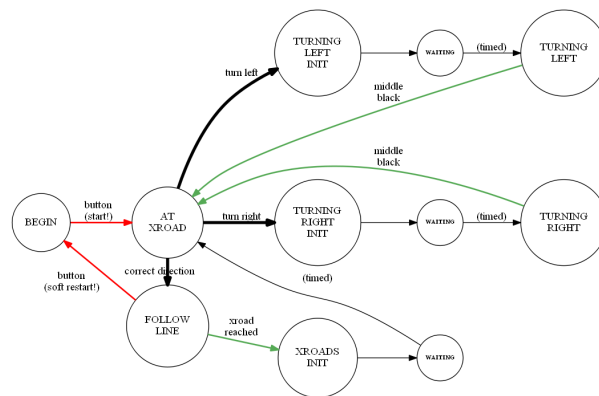 TURNING
LEFT
INIT
WAITING
(timed)
TURNING
LEFT
turn left
middle
black
middle
black
button
(start!)
BEGIN
AT
XROAD
turn right
TURNING
RIGHT
INIT
WAITING
(timed)
TURNING
RIGHT
button
(soft restart!)
correct direction
(timed)
FOLLOW
LINE
xroad
reached
XROADS
INIT
WAITING